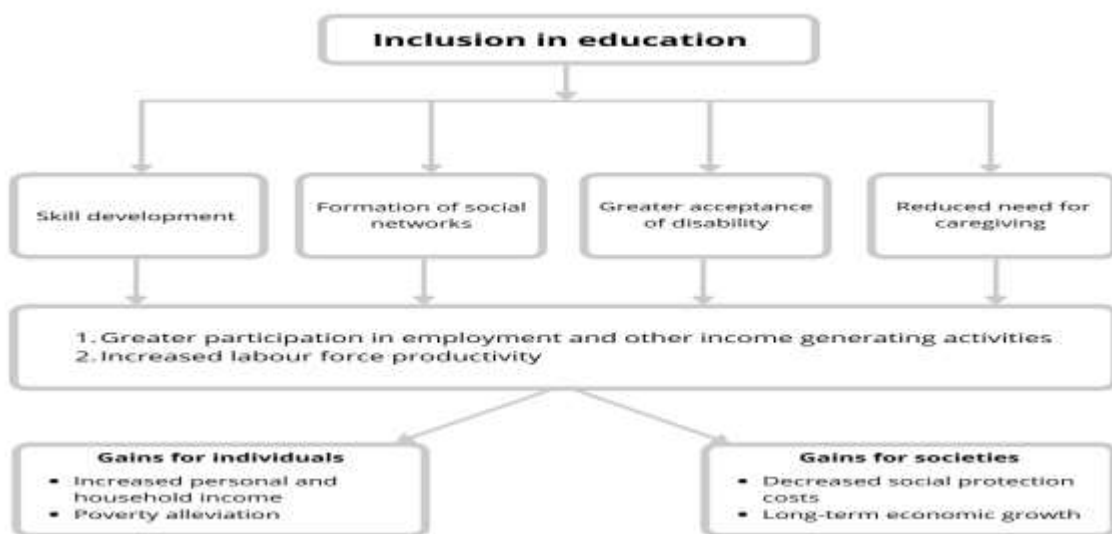 Inclusion in education
Skill development
Formation of social
networks
Greater acceptance
of disability
Reduced need for
caregiving
1. Greater participation in employment and other income generating activities
2. Increased labour force productivity
Gains for individuals
• Increased personal and
household income
• Poverty alleviation
Gains for societies
• Decreased social protection
costs
• Long-term economic growth